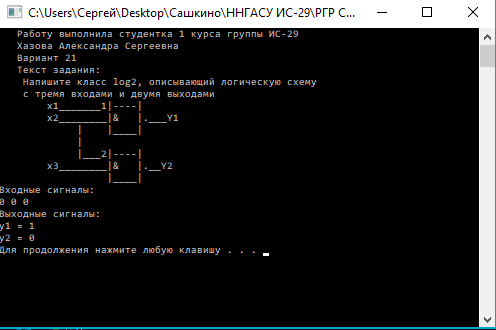 C:\Users\Сергей\Desktop\Сашкино\ННГАСУ ИС-29\РГР С...
Работу выполнила студентка 1 курса группы ИС-29
Хазова Александра Сергеевна
Вариант 21
Текст задания:
Напишите класс log2, описывающий логическую схему
с тремя входами и двумя выходами
x1_______1|----|
x2________|& |.___Y1
| |____|
|
|___2|----|
x3________|& |.__Y2
|____|
Входные сигналы:
0 0 0
Выходные сигналы:
y1 = 1
y2 = 0
Для продолжения нажмите любую клавишу . . .